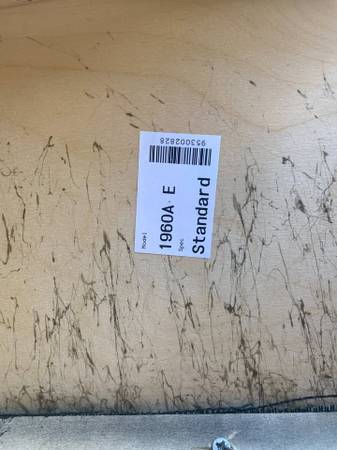 Model
1960A E
Spec
Standard
953002828